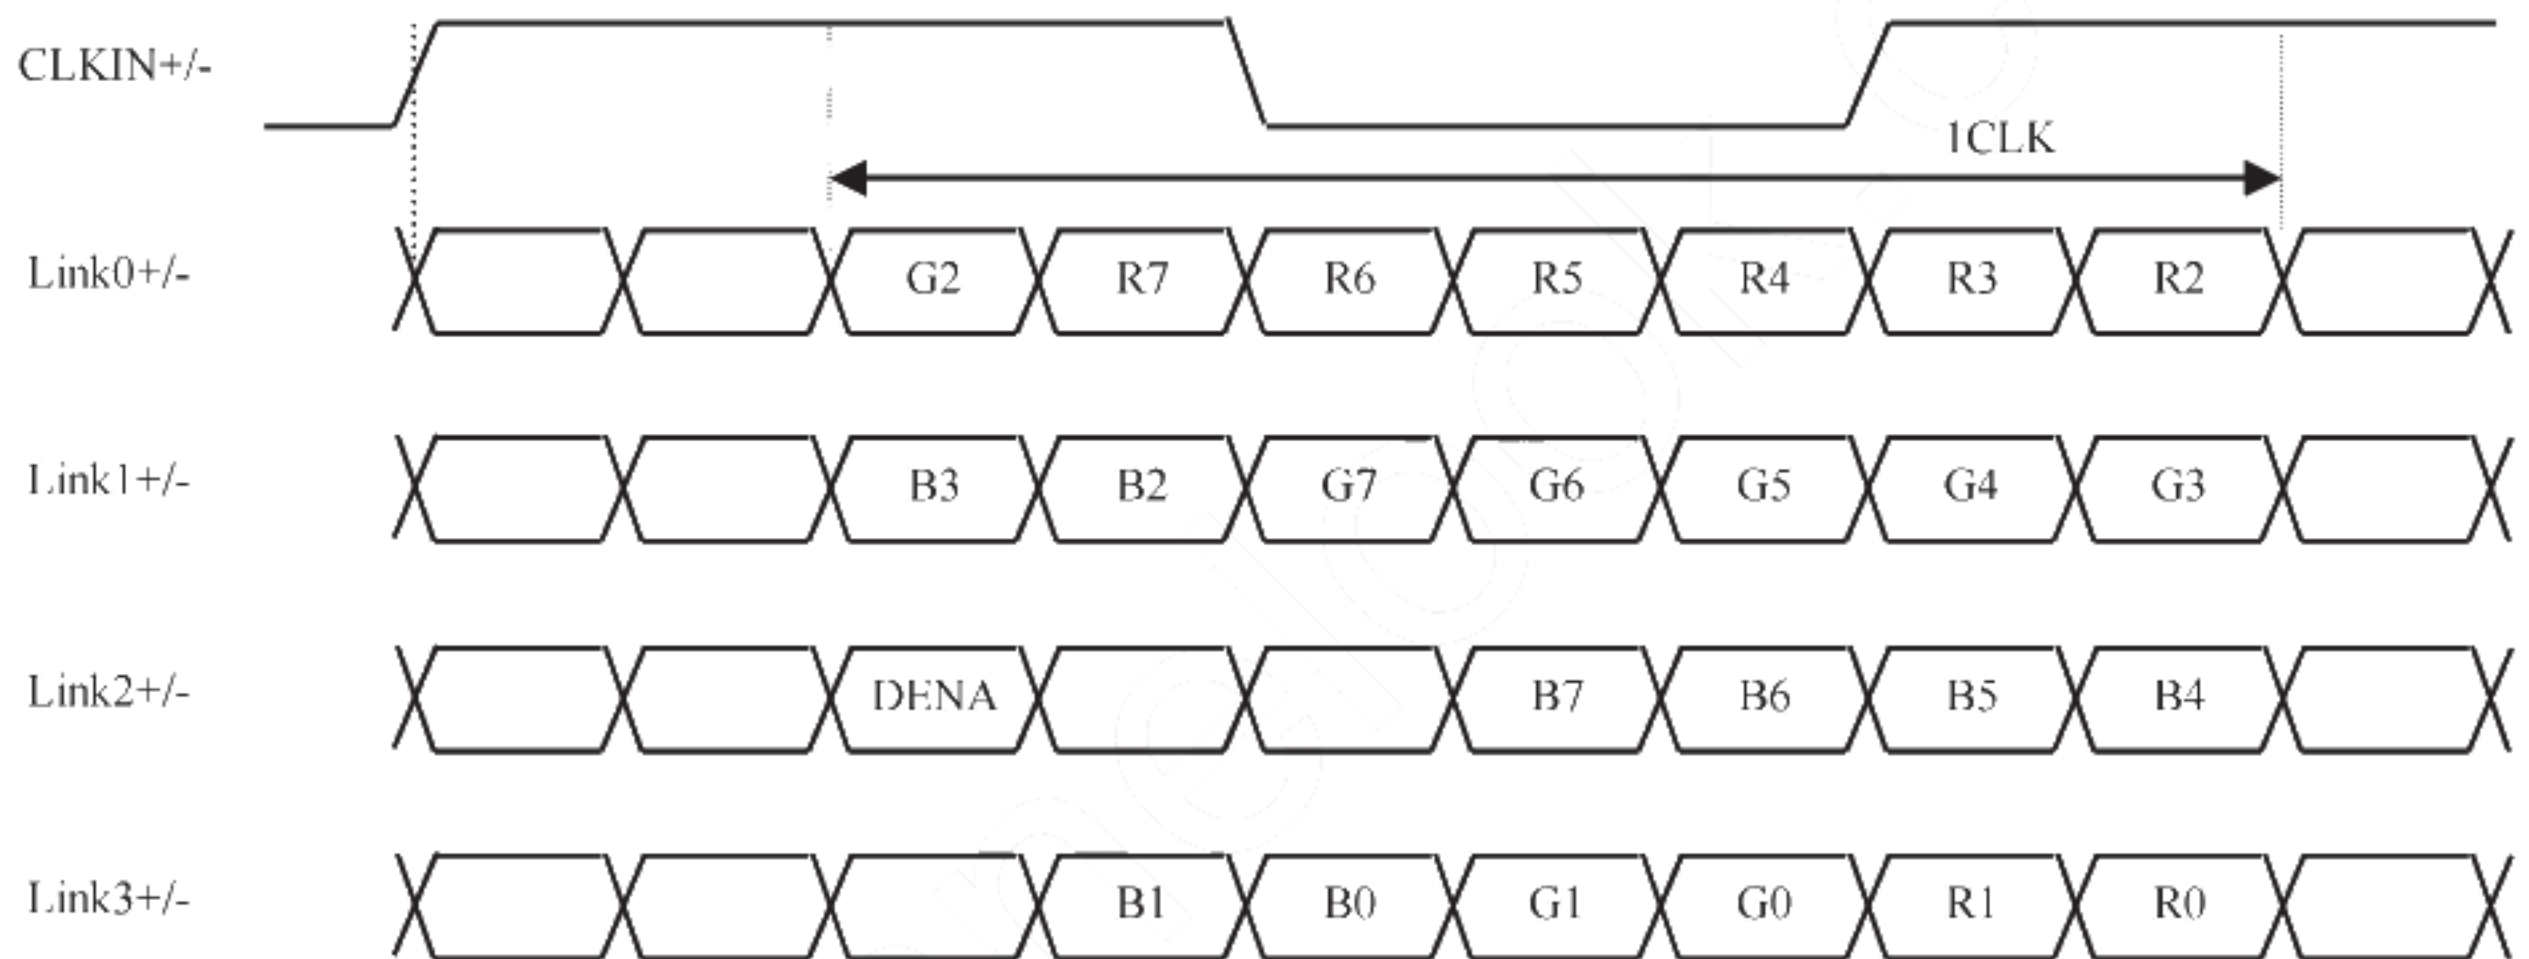 CLKIN+/-
1CLK
Link0+/- G2 R7 R6 R5 R4 R3 R2
Link1+/- B3 B2 G7 G6 G5 G4 G3
Link2+/- DENA B7 B6 B5 B4
Link3+/- B1 B0 G1 G0 R1 R0